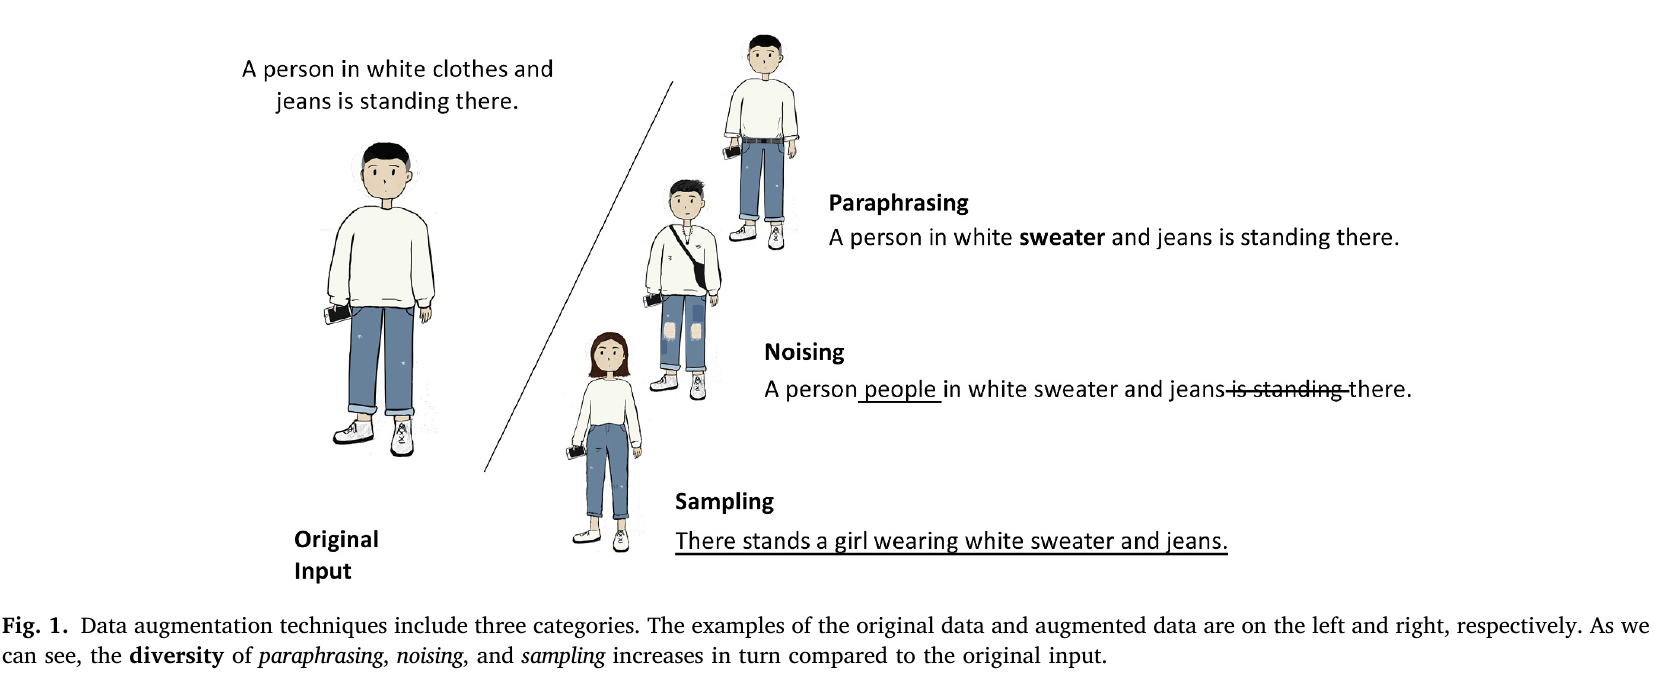 A person in white clothes and
jeans is standing there.
Paraphrasing
A person in white sweater and jeans is standing there.
Noising
A person people in white sweater and jeans is standing there.
Sampling
There stands a girl wearing white sweater and jeans.
Original
Input
Fig. 1. Data augmentation techniques include three categories. The examples of the original data and augmented data are on the left and right, respectively. As we
can see, the diversity of paraphrasing, noising, and sampling increases in turn compared to the original input.